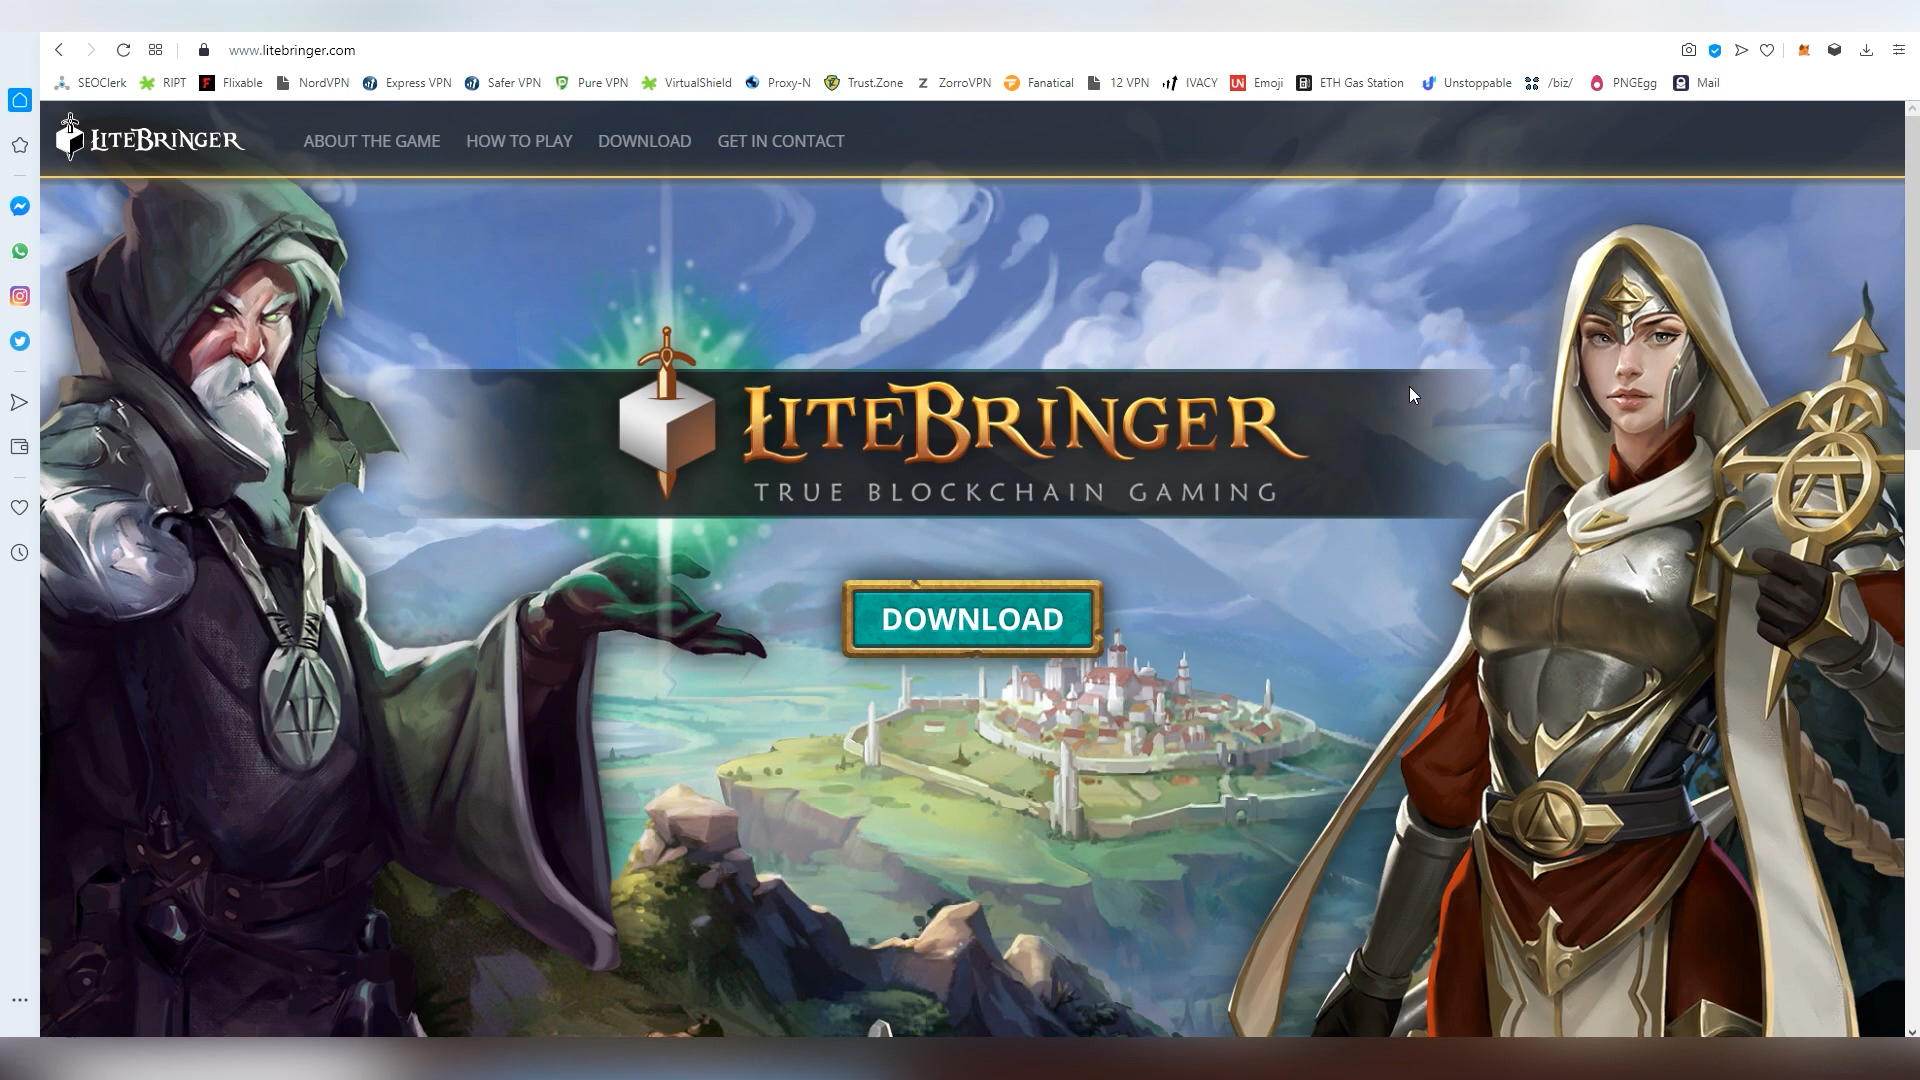 www.litebringer.com
SEOClerk RIPT Flixable NordVPN Express VPN Safer VPN Pure VPN VirtualShield Proxy-N Trust.Zone ZorroVPN Fanatical 12 VPN IVACY Emoji ETH Gas Station Unstoppable /biz/ PNGEgg Mail
ŁITEBRINGER ABOUT THE GAME HOW TO PLAY DOWNLOAD GET IN CONTACT
ŁITEBRINGER
TRUE BLOCKCHAIN GAMING
DOWNLOAD